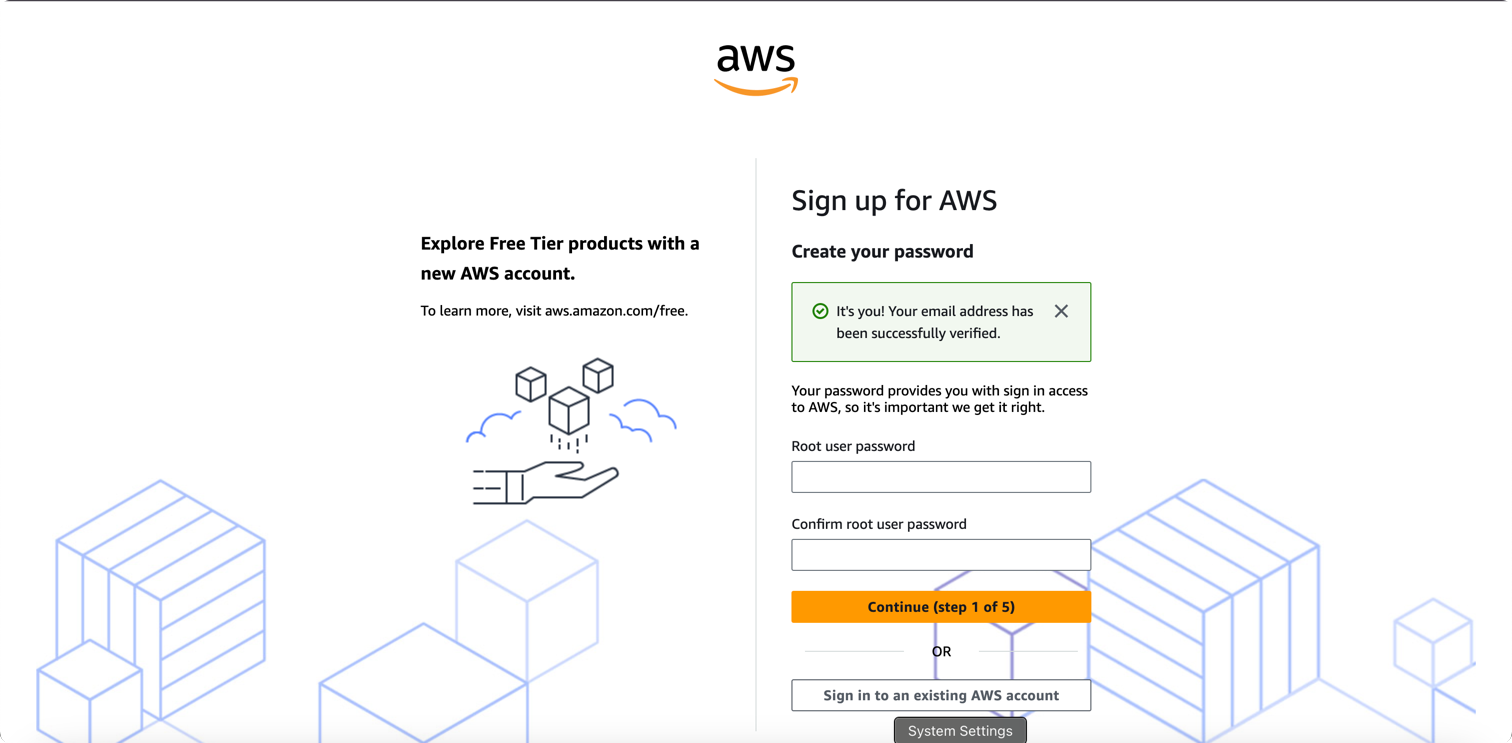 aws
Explore Free Tier products with a
new AWS account.
To learn more, visit aws.amazon.com/free.
Sign up for AWS
Create your password
It's you! Your email address has
been successfully verified.
Your password provides you with sign in access
to AWS, so it's important we get it right.
Root user password
Confirm root user password
Continue (step 1 of 5)
OR
Sign in to an existing AWS account
System Settings